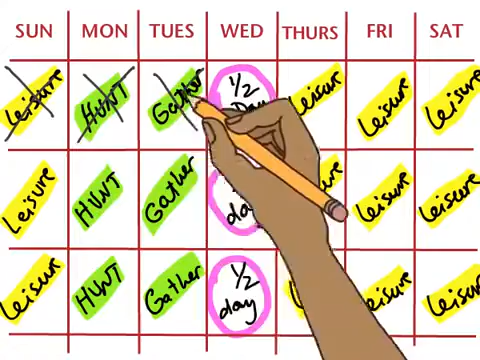 SUN MON TUES WED THURS FRI SAT
Leisure HUNT Gather 1/2 Day Leisure Leisure Leisure
Leisure HUNT Gather day Leisure Leisure
Leisure HUNT Gather 1/2 day Leisure Leisure